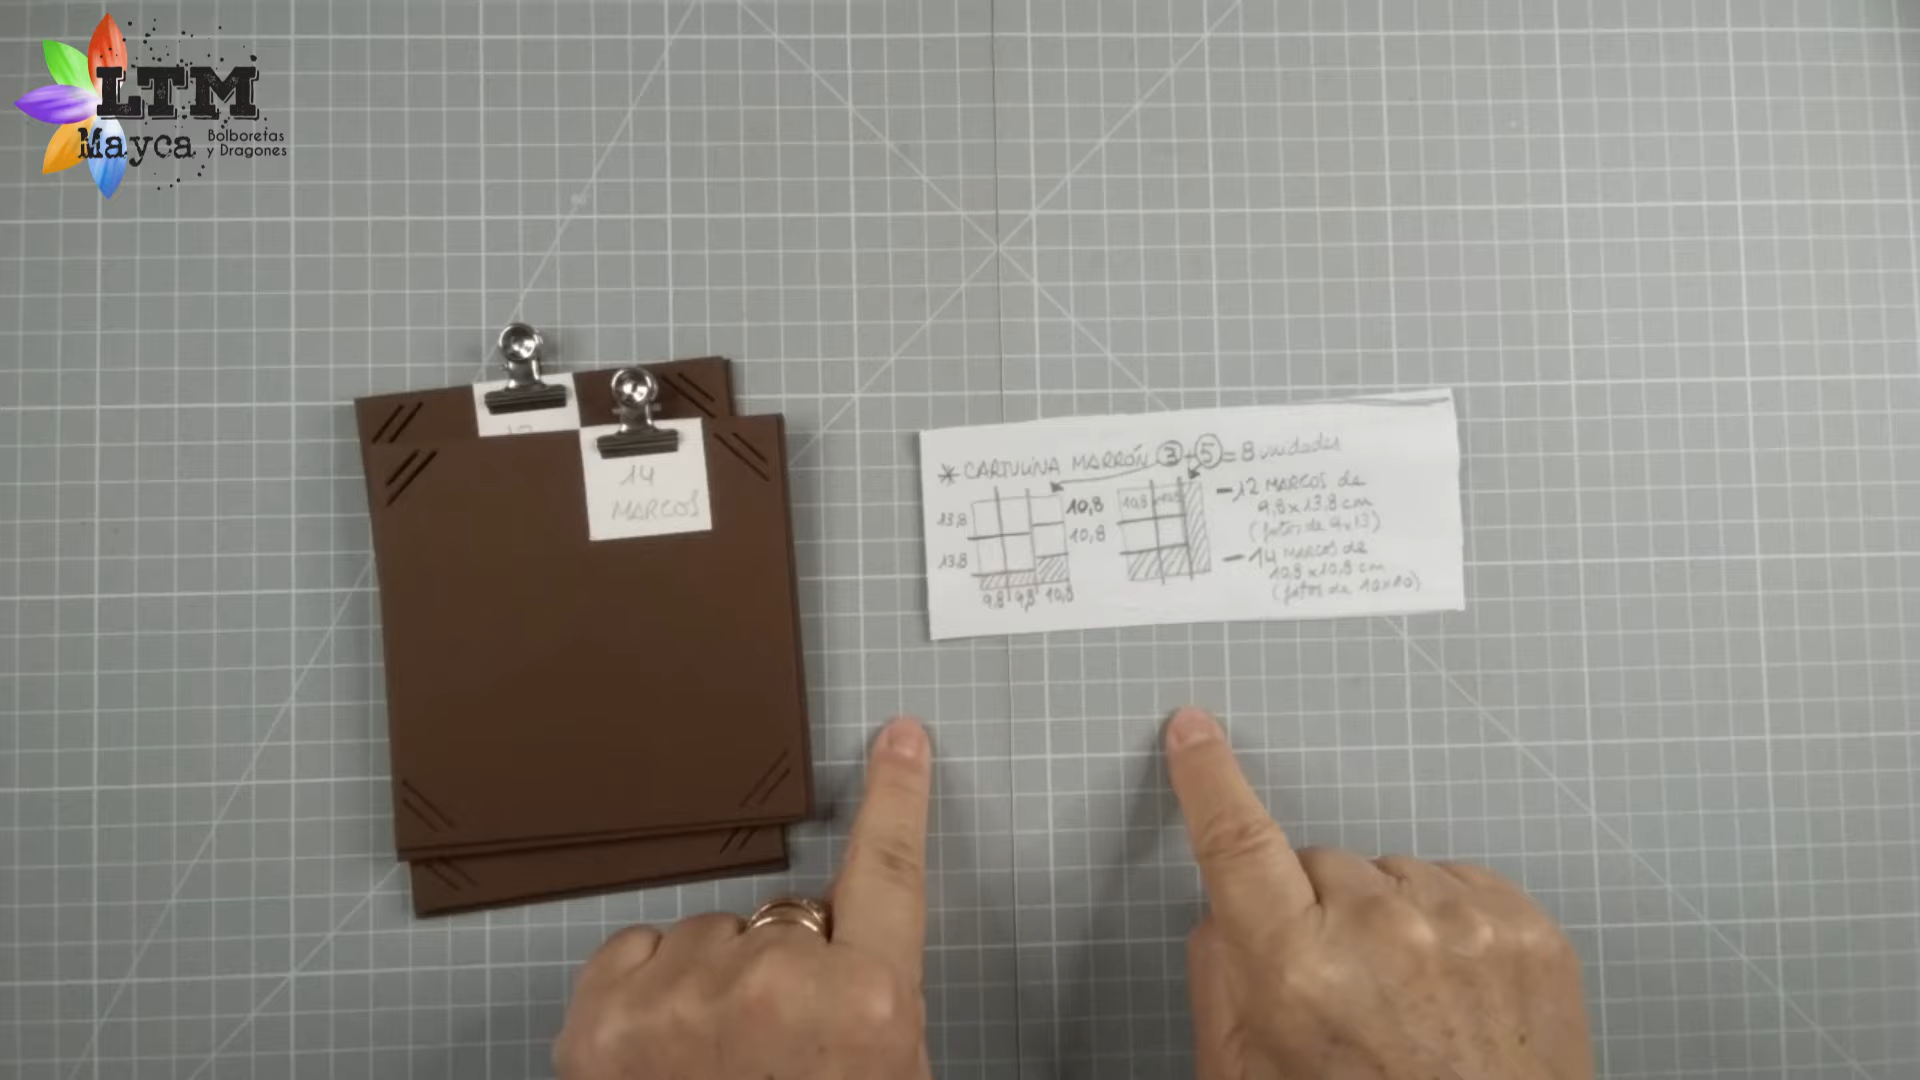 LTM
Mayca
Bolboretas
y Dragones
14
MARCOS
* CARTULINA MARRÓN 3 + 5 = 8 unidades
13,8
13,8
9,8 9,8 10,8
10,8
10,8
10,8 10,8
-12 MARCOS de
9,8 x 13,8 cm
(fotos de 9x13)
-14 MARCOS de
10,8 x 10,8 cm
(fotos de 10x10)